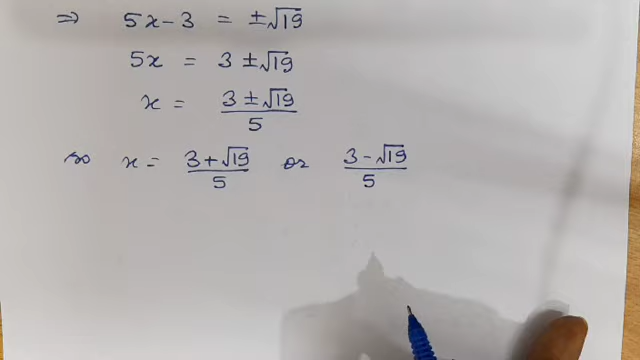 ⇒ 5x - 3 = ±√19
5x = 3 ±√19
x = (3 ± √19)/5
so x = (3 + √19)/5 or (3 - √19)/5